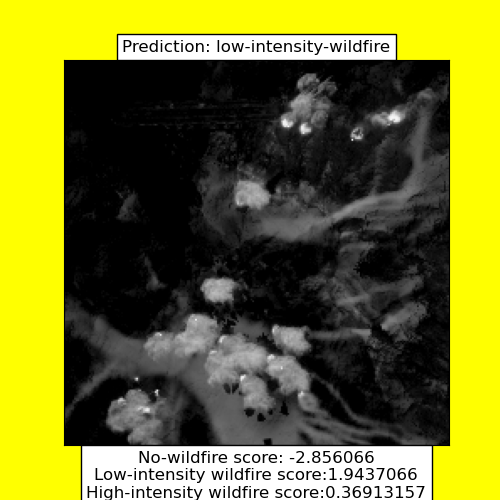 Prediction: low-intensity-wildfire
No-wildfire score: -2.856066
Low-intensity wildfire score:1.9437066
High-intensity wildfire score:0.36913157